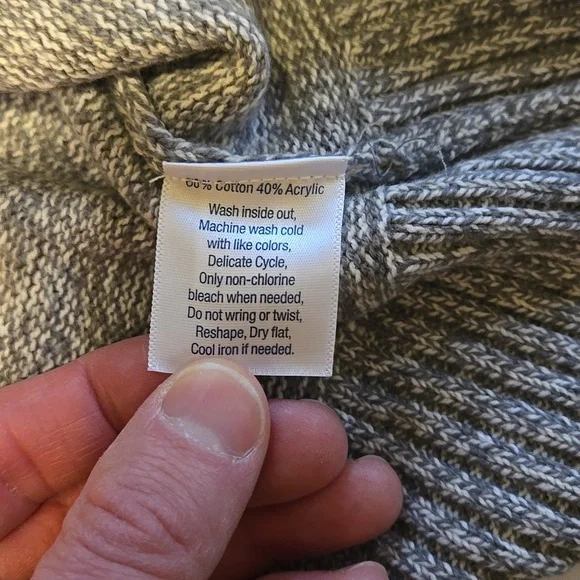 60% Cotton 40% Acrylic
Wash inside out,
Machine wash cold
with like colors,
Delicate Cycle,
Only non-chlorine
bleach when needed,
Do not wring or twist,
Reshape, Dry flat,
Cool iron if needed.